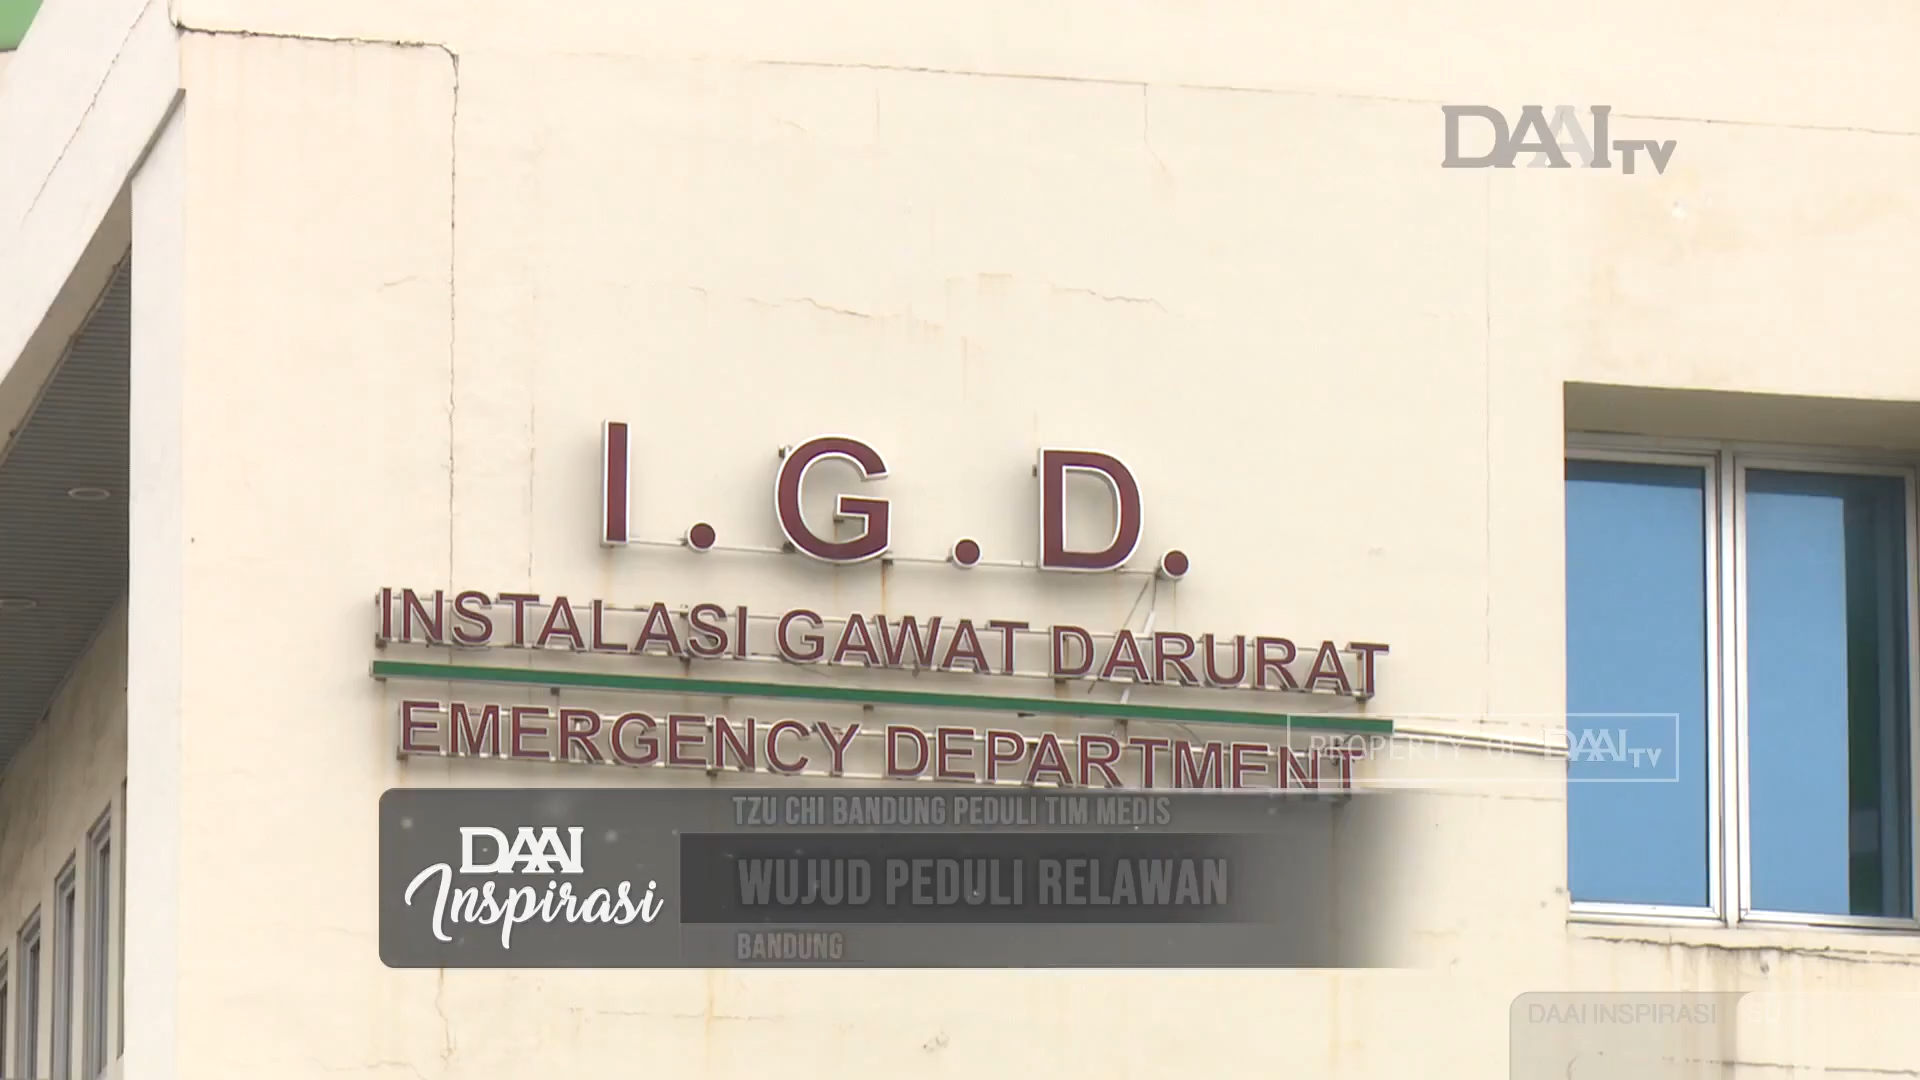 DAAI TV
I.G.D.
INSTALASI GAWAT DARURAT
EMERGENCY DEPARTMENT
PROPERTY OF DAAI TV
TZU CHI BANDUNG PEDULI TIM MEDIS
DAAI Inspirasi
WUJUD PEDULI RELAWAN
BANDUNG
DAAI INSPIRASI